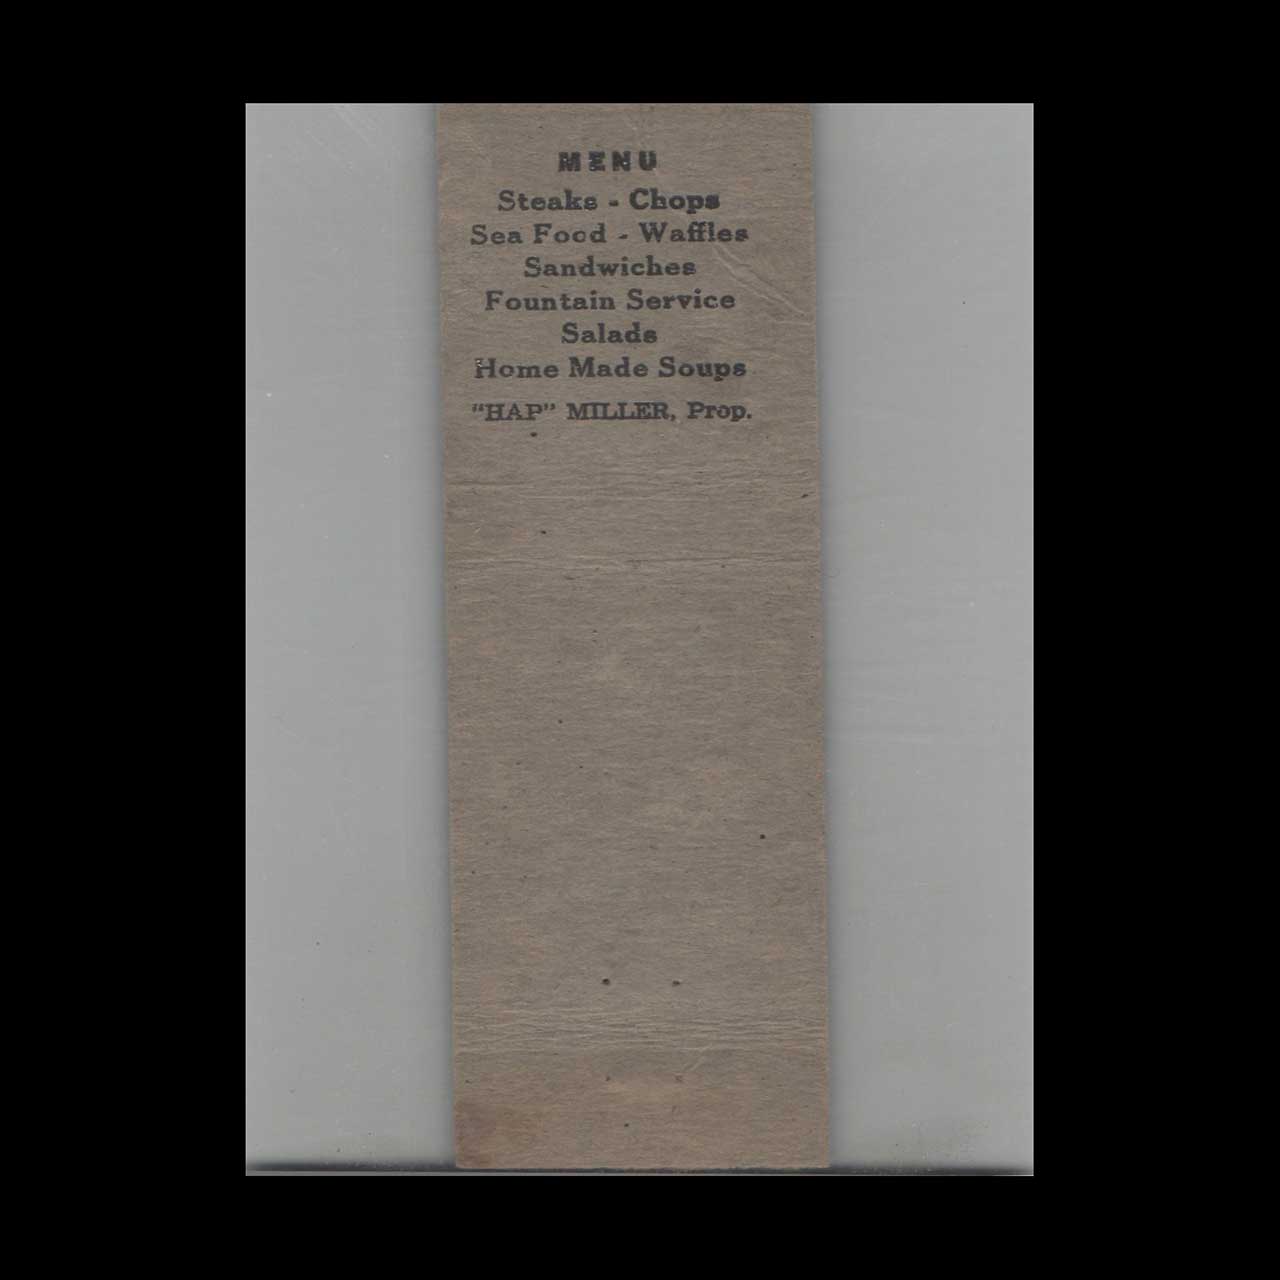 MENU
Steaks - Chops
Sea Food - Waffles
Sandwiches
Fountain Service
Salads
Home Made Soups
"HAP" MILLER, Prop.